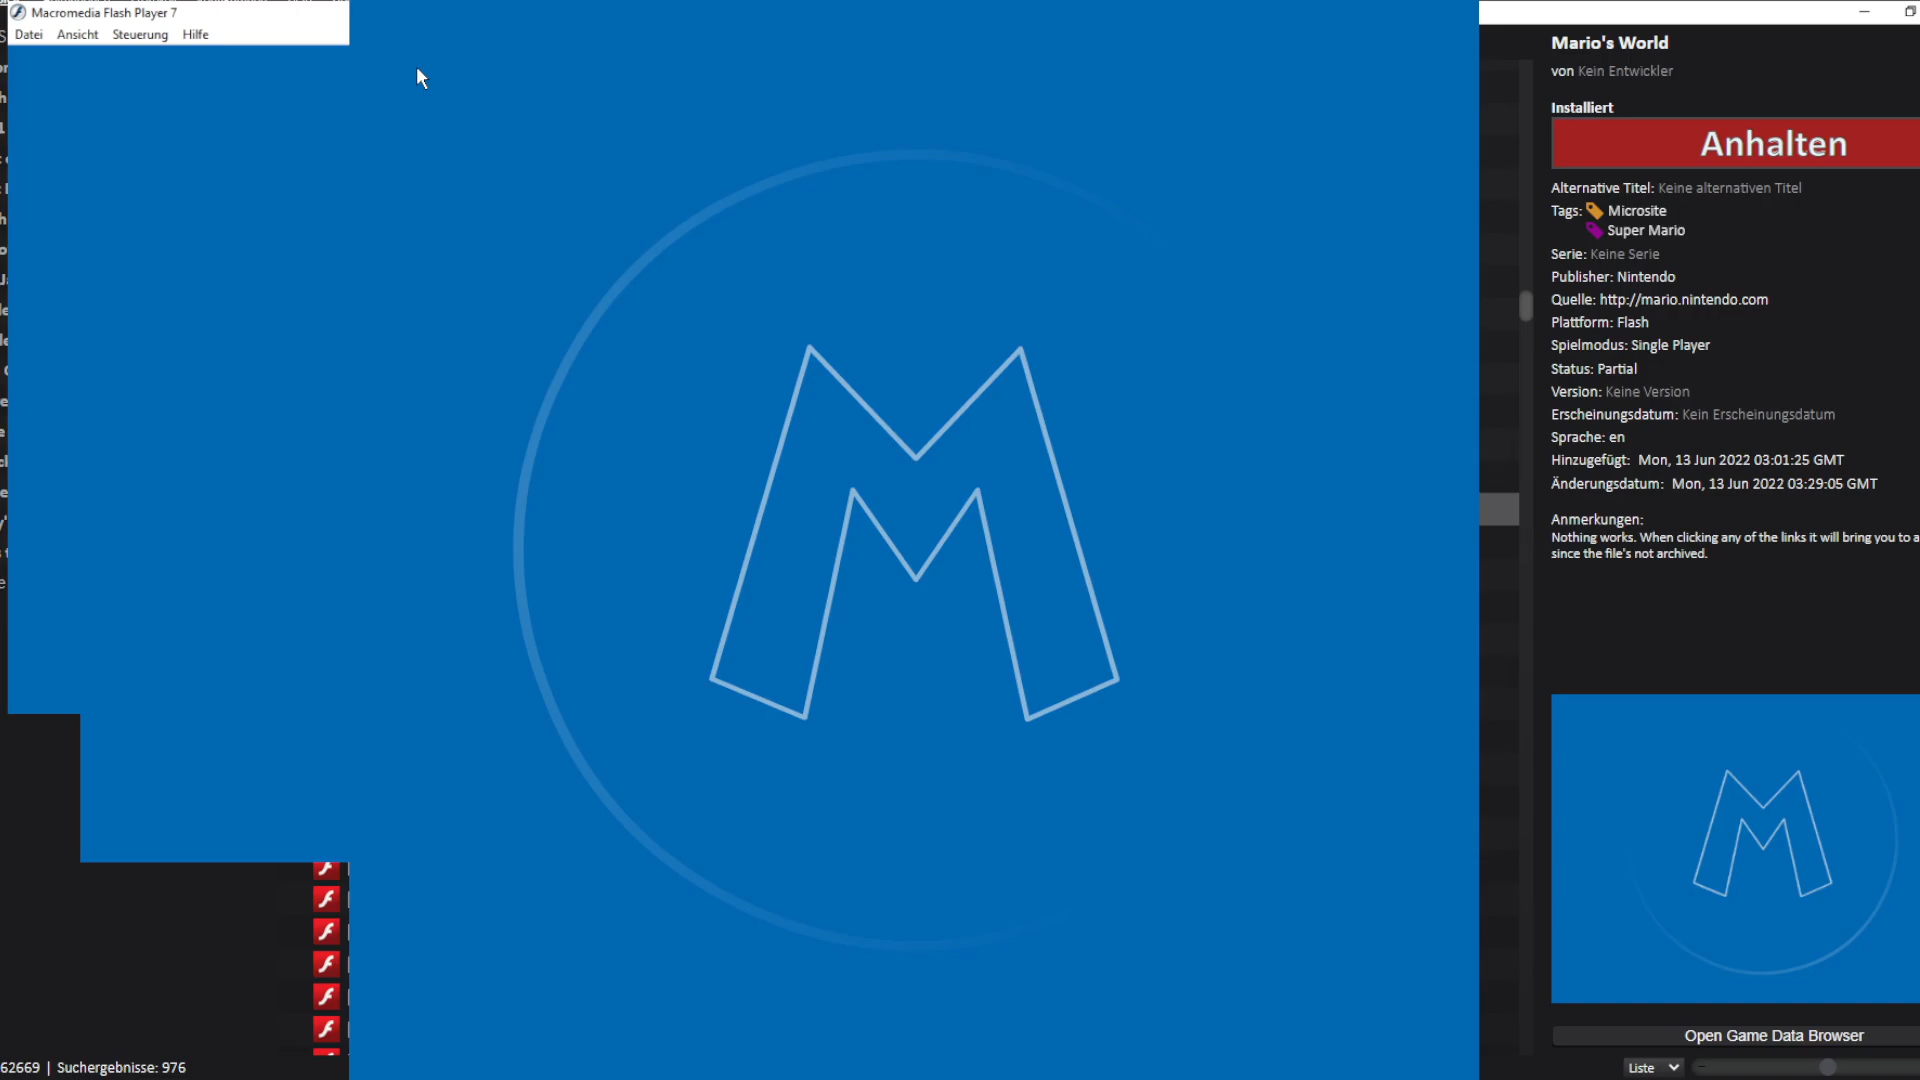 Macromedia Flash Player 7
Datei Ansicht Steuerung Hilfe
Mario's World
von Kein Entwickler
Installiert
Anhalten
Alternative Titel: Keine alternativen Titel
Tags: Microsite
Super Mario
Serie: Keine Serie
Publisher: Nintendo
Quelle: http://mario.nintendo.com
Plattform: Flash
Spielmodus: Single Player
Status: Partial
Version: Keine Version
Erscheinungsdatum: Kein Erscheinungsdatum
Sprache: en
Hinzugefügt: Mon, 13 Jun 2022 03:01:25 GMT
Änderungsdatum: Mon, 13 Jun 2022 03:29:05 GMT
Anmerkungen:
Nothing works. When clicking any of the links it will bring you to a
since the file's not archived.
M
Open Game Data Browser
62669 | Suchergebnisse: 976
Liste